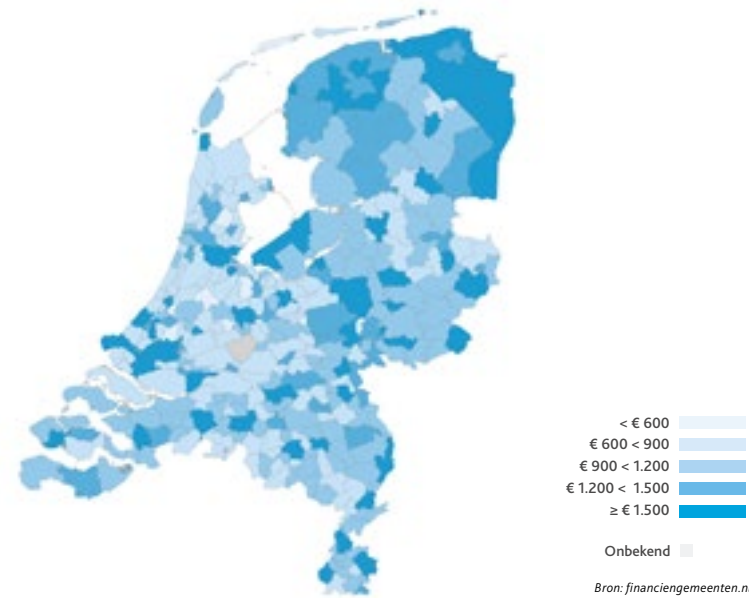 < € 600
€ 600 < 900
€ 900 < 1.200
€ 1.200 < 1.500
≥ € 1.500
Onbekend
Bron: financiengemeenten.n